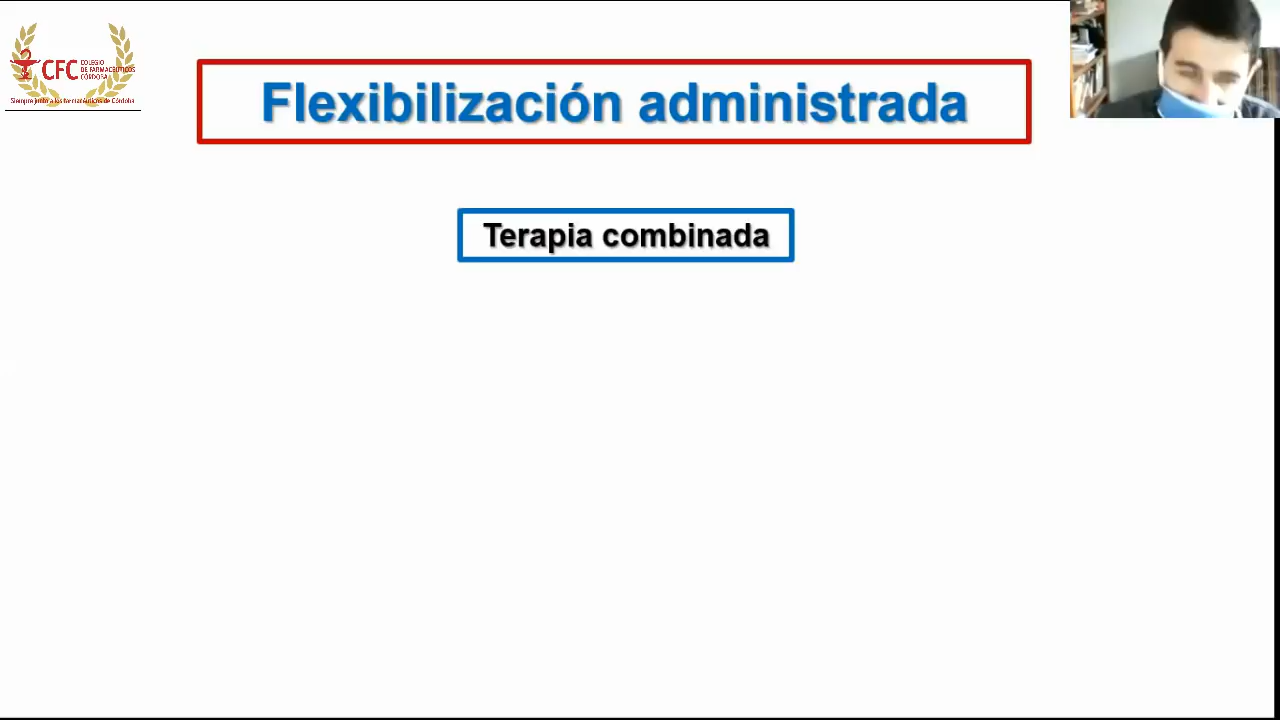 CFC
COLEGIO
DE FARMACÉUTICOS
CÓRDOBA
Siempre junto a los farmacéuticos de Córdoba
Flexibilización administrada
Terapia combinada